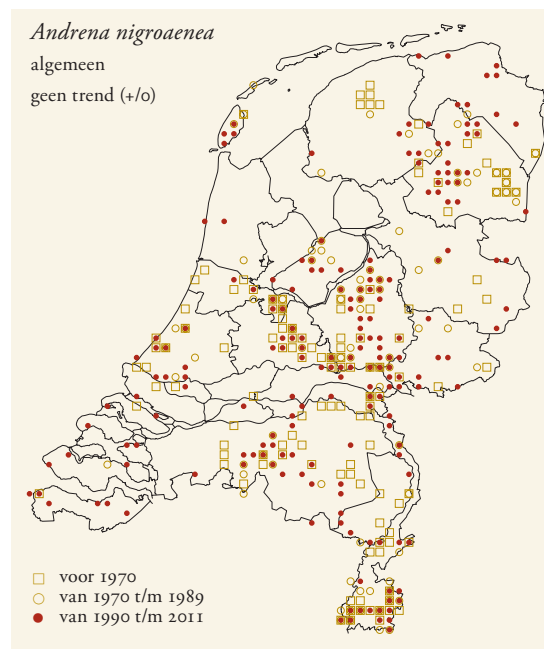 Andrena nigroaenea
algemeen
geen trend (+/0)
voor 1970
van 1970 t/m 1989
van 1990 t/m 2011